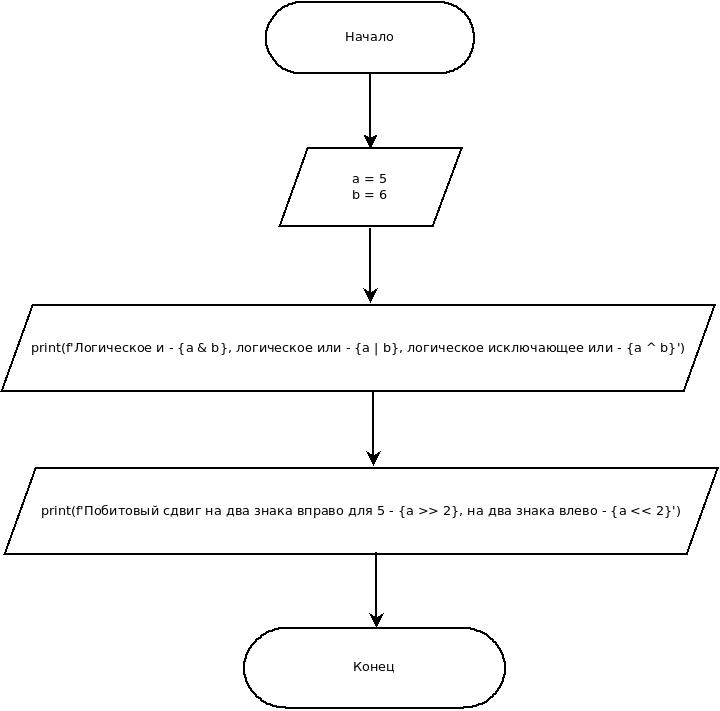 Начало
a = 5
b = 6
print(f'Логическое и - {a & b}, логическое или - {a | b}, логическое исключающее или - {a ^ b}')
print(f'Побитовый сдвиг на два знака вправо для 5 - {a >> 2}, на два знака влево - {a << 2}')
Конец